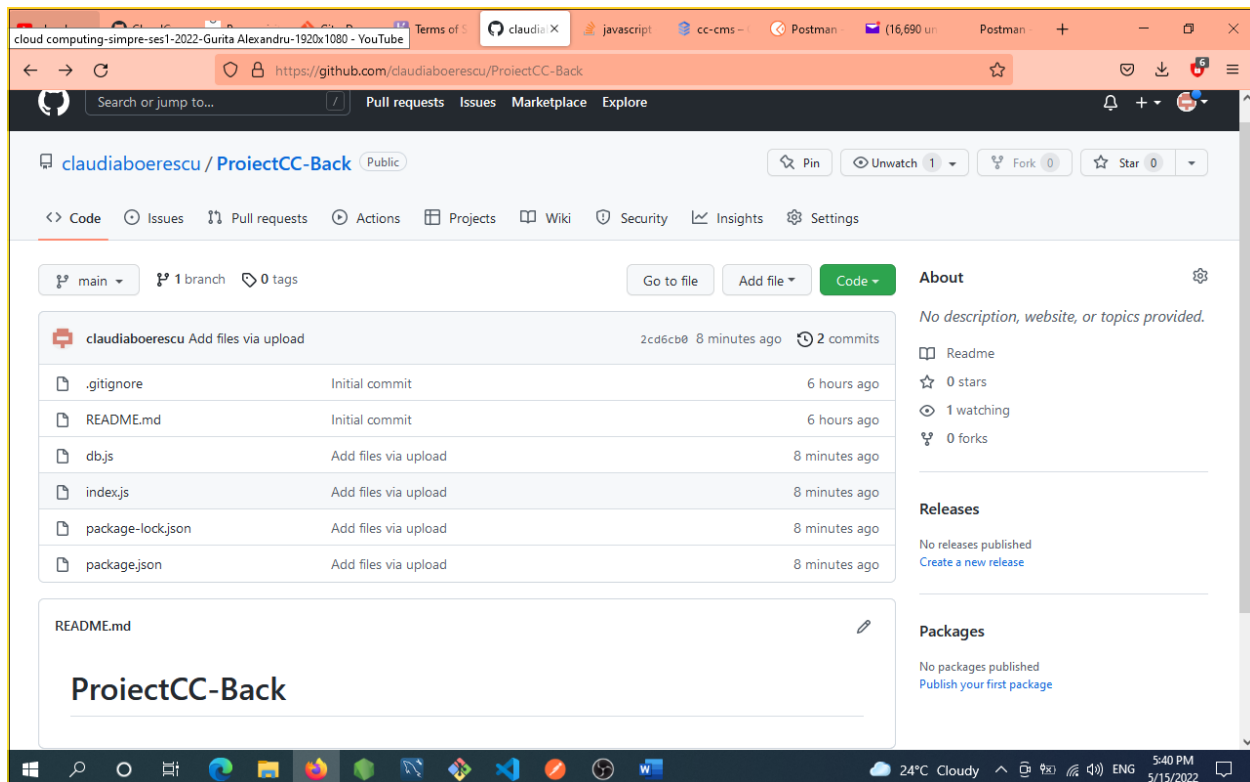 cloud computing-simpre-ses1-2022-Gurita Alexandru-1920x1080 - YouTube
Terms of S
claudia
javascript
cc-cms –
Postman
(16,690 un
Postman
https://github.com/claudiaboerescu/ProiectCC-Back
6
Search or jump to...
/
Pull requests Issues Marketplace Explore
claudiaboerescu / ProiectCC-Back Public
Pin
Unwatch 1
Fork 0
Star 0
Code Issues Pull requests Actions Projects Wiki Security Insights Settings
main
1 branch
0 tags
Go to file
Add file
Code
claudiaboerescu Add files via upload 2cd6cb0 8 minutes ago 2 commits
.gitignore Initial commit 6 hours ago
README.md Initial commit 6 hours ago
db.js Add files via upload 8 minutes ago
index.js Add files via upload 8 minutes ago
package-lock.json Add files via upload 8 minutes ago
package.json Add files via upload 8 minutes ago
README.md
ProiectCC-Back
About
No description, website, or topics provided.
Readme
0 stars
1 watching
0 forks
Releases
No releases published
Create a new release
Packages
No packages published
Publish your first package
24°C Cloudy
ENG
5:40 PM
5/15/2022